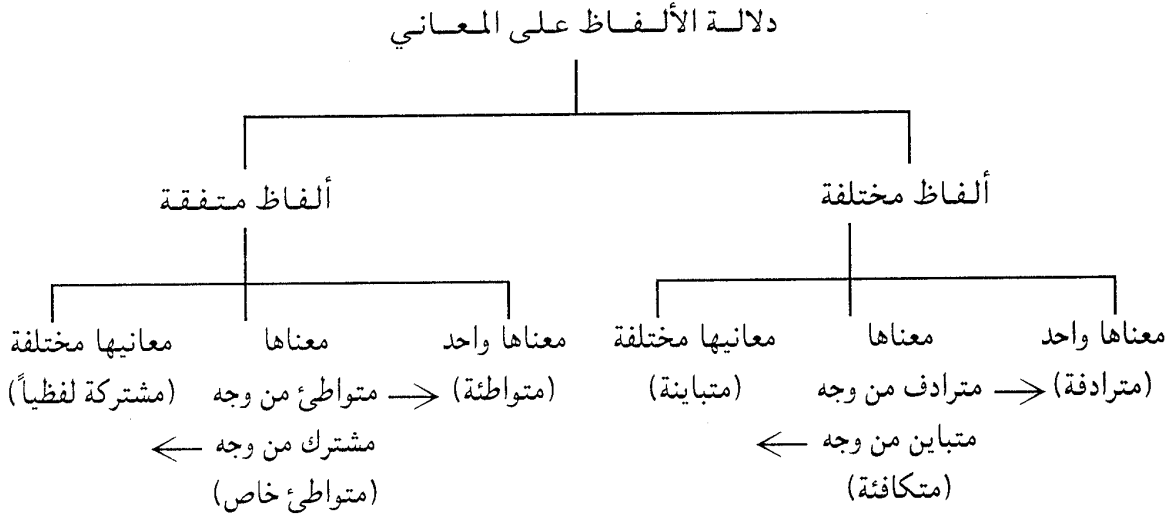 دلالة الألفاظ على المعاني
ألفاظ مختلفة
ألفاظ متفقة
معناها واحد
(مترادفة)
معناها
مترادف من وجه
متباين من وجه
(متكافئة)
معانيها مختلفة
(متباينة)
معناها واحد
(متواطئة)
معناها
متواطئ من وجه
مشترك من وجه
(متواطئ خاص)
معانيها مختلفة
(مشتركة لفظياً)